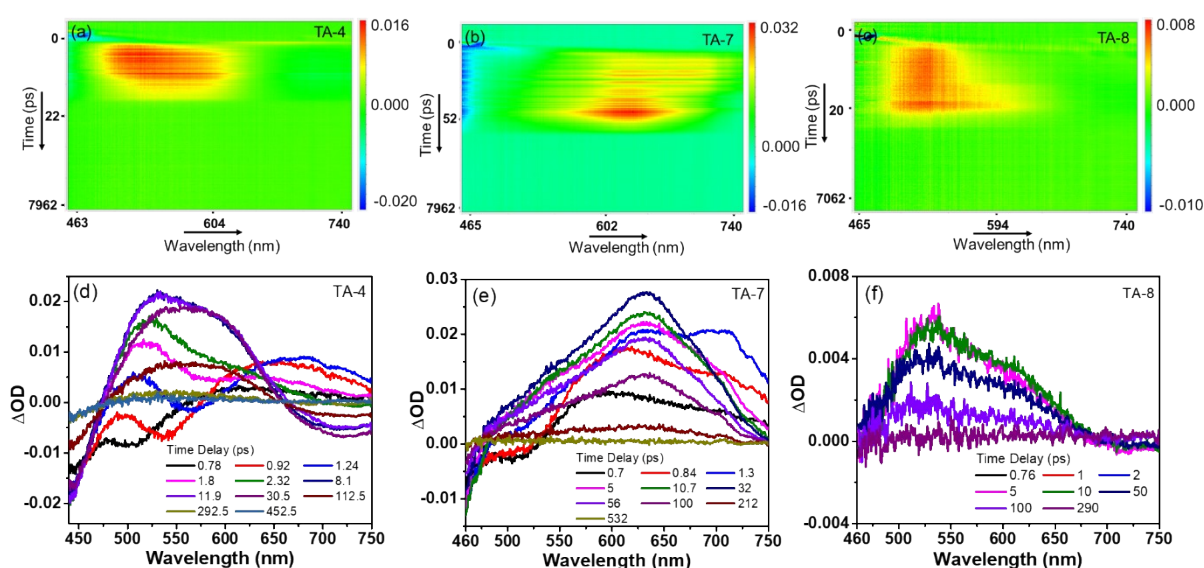 (a) TA-4
0.016
0.000
-0.020
0
22
7962
Time (ps)
463 604 740
Wavelength (nm)
(b) TA-7
0.032
0.000
-0.016
0
52
7962
Time (ps)
465 602 740
Wavelength (nm)
(c) TA-8
0.008
0.000
-0.010
0
20
7062
Time (ps)
465 594 740
Wavelength (nm)
(d) TA-4
0.02
0.01
0.00
-0.01
-0.02
ΔOD
Time Delay (ps)
0.78 0.92 1.24
1.8 2.32 8.1
11.9 30.5 112.5
292.5 452.5
450 500 550 600 650 700 750
Wavelength (nm)
(e) TA-7
0.03
0.02
0.01
0.00
-0.01
ΔOD
Time Delay (ps)
0.7 0.84 1.3
5 10.7 32
56 100 212
532
460 500 550 600 650 700 750
Wavelength (nm)
(f) TA-8
0.008
0.004
0.000
-0.004
ΔOD
Time Delay (ps)
0.76 1 2
5 10 50
100 290
460 500 550 600 650 700 750
Wavelength (nm)